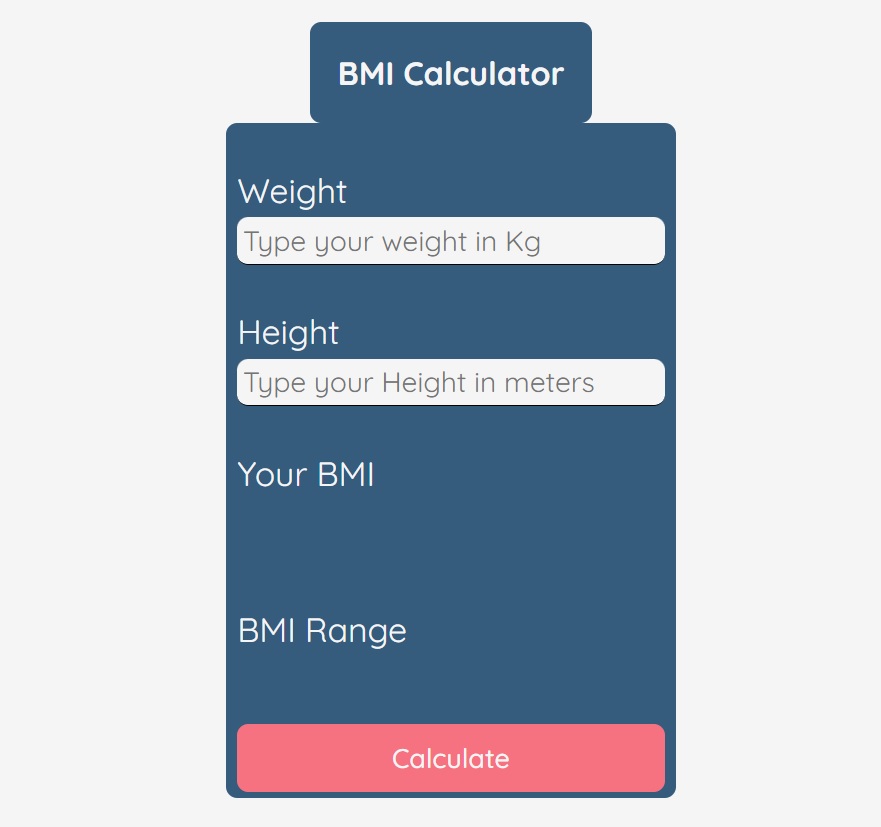 BMI Calculator
Weight
Type your weight in Kg
Height
Type your Height in meters
Your BMI
BMI Range
Calculate